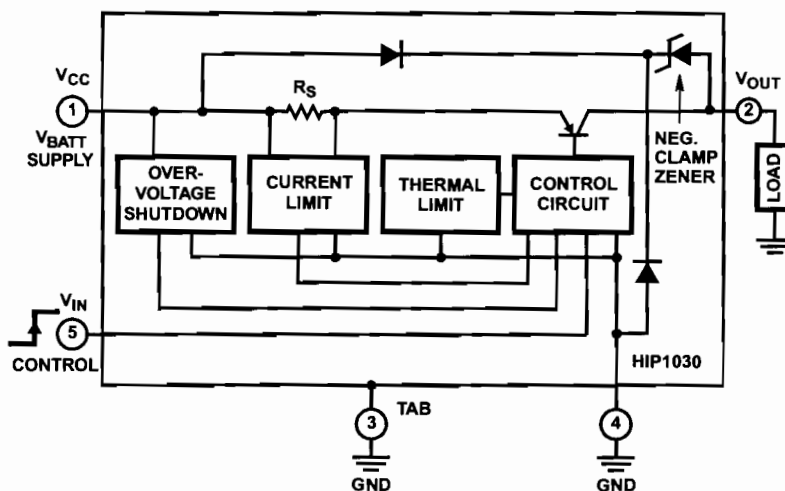 VCC
1
VBATT
SUPPLY
RS
VOUT
2
NEG.
CLAMP
ZENER
LOAD
OVER-
VOLTAGE
SHUTDOWN
CURRENT
LIMIT
THERMAL
LIMIT
CONTROL
CIRCUIT
VIN
5
CONTROL
HIP1030
TAB
3
GND
4
GND